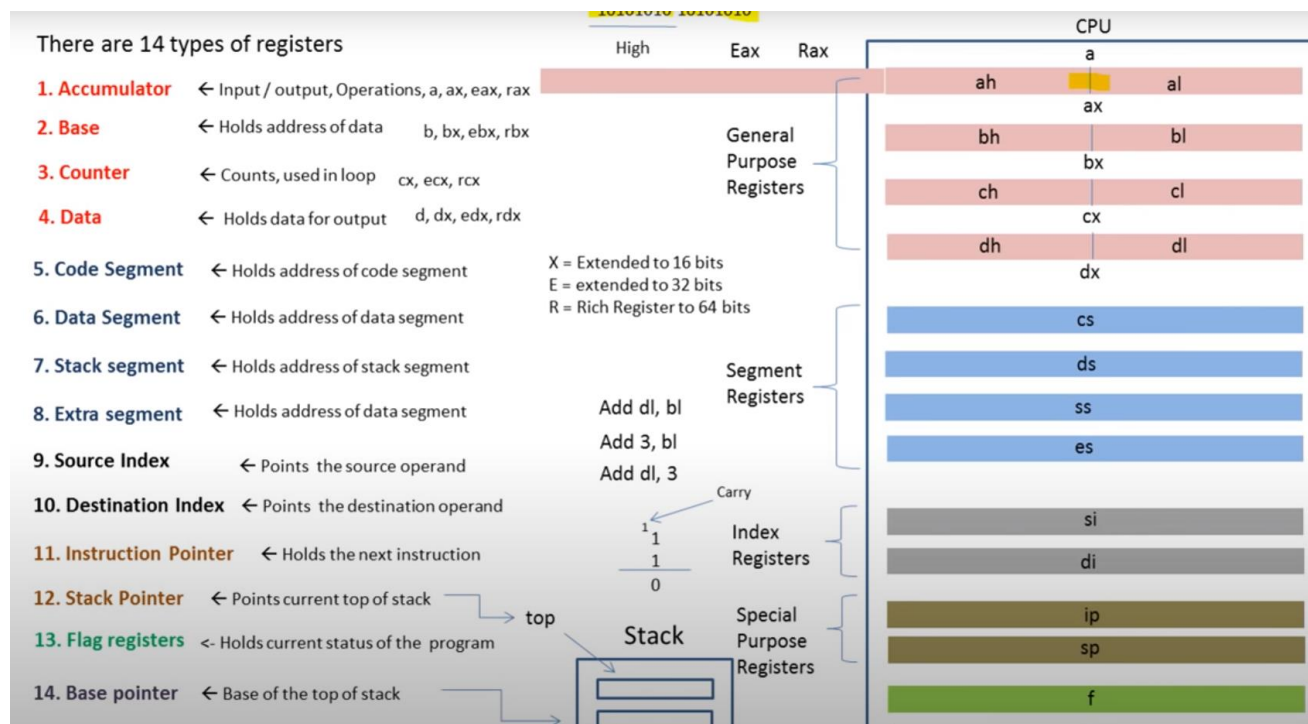 10101010 10101010
There are 14 types of registers
High
Eax Rax
1. Accumulator ← Input / output, Operations, a, ax, eax, rax
2. Base ← Holds address of data b, bx, ebx, rbx
3. Counter ← Counts, used in loop cx, ecx, rcx
4. Data ← Holds data for output d, dx, edx, rdx
5. Code Segment ← Holds address of code segment
6. Data Segment ← Holds address of data segment
7. Stack segment ← Holds address of stack segment
8. Extra segment ← Holds address of data segment
9. Source Index ← Points the source operand
10. Destination Index ← Points the destination operand
11. Instruction Pointer ← Holds the next instruction
12. Stack Pointer ← Points current top of stack
13. Flag registers <- Holds current status of the program
14. Base pointer ← Base of the top of stack
X = Extended to 16 bits
E = extended to 32 bits
R = Rich Register to 64 bits
Add dl, bl
Add 3, bl
Add dl, 3
Carry
1
1
1
0
top
Stack
General
Purpose
Registers
Segment
Registers
Index
Registers
Special
Purpose
Registers
CPU
a
ah al
ax
bh bl
bx
ch cl
cx
dh dl
dx
cs
ds
ss
es
si
di
ip
sp
f